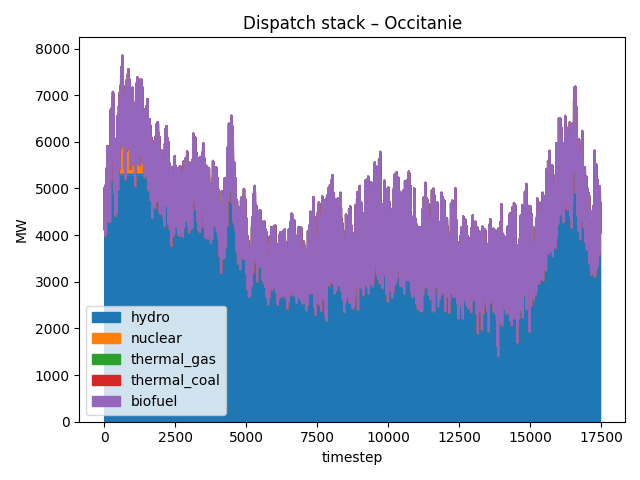 Dispatch stack – Occitanie
MW
8000
7000
6000
5000
4000
3000
2000
1000
0
hydro
nuclear
thermal_gas
thermal_coal
biofuel
0 2500 5000 7500 10000 12500 15000 17500
timestep